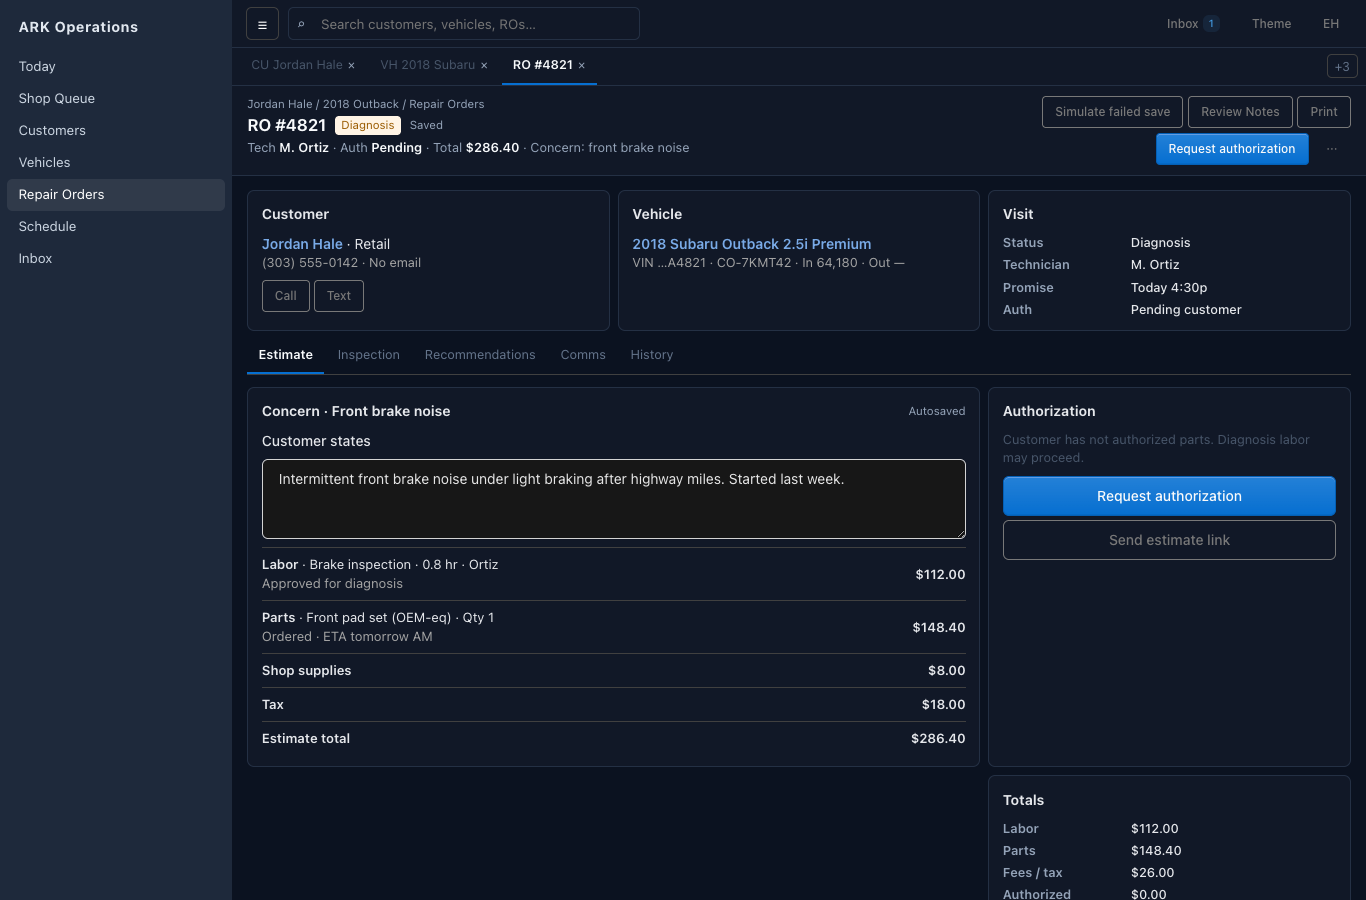 ARK Operations
Today
Shop Queue
Customers
Vehicles
Repair Orders
Schedule
Inbox
☰
Search customers, vehicles, ROs...
Inbox 1
Theme
EH
CU Jordan Hale ×
VH 2018 Subaru ×
RO #4821 ×
+3
Jordan Hale / 2018 Outback / Repair Orders
RO #4821 Diagnosis Saved
Tech M. Ortiz · Auth Pending · Total $286.40 · Concern: front brake noise
Simulate failed save
Review Notes
Print
Request authorization
...
Customer
Jordan Hale · Retail
(303) 555-0142 · No email
Call
Text
Vehicle
2018 Subaru Outback 2.5i Premium
VIN …A4821 · CO-7KMT42 · In 64,180 · Out —
Visit
Status Diagnosis
Technician M. Ortiz
Promise Today 4:30p
Auth Pending customer
Estimate
Inspection
Recommendations
Comms
History
Concern · Front brake noise
Autosaved
Customer states
Intermittent front brake noise under light braking after highway miles. Started last week.
Labor · Brake inspection · 0.8 hr · Ortiz
Approved for diagnosis
$112.00
Parts · Front pad set (OEM-eq) · Qty 1
Ordered · ETA tomorrow AM
$148.40
Shop supplies $8.00
Tax $18.00
Estimate total $286.40
Authorization
Customer has not authorized parts. Diagnosis labor
may proceed.
Request authorization
Send estimate link
Totals
Labor $112.00
Parts $148.40
Fees / tax $26.00
Authorized $0.00